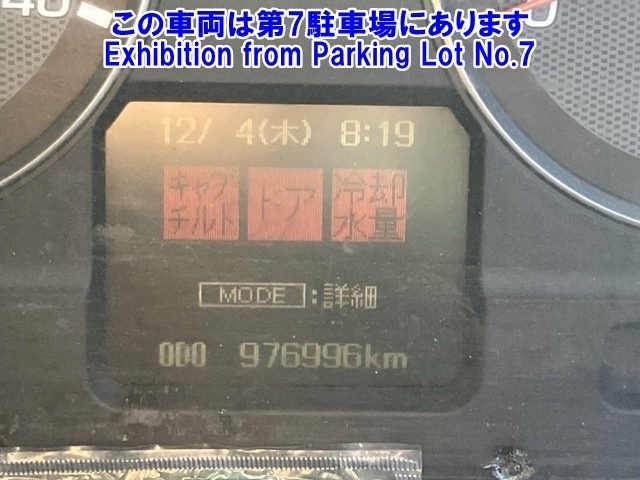 この車両は第7駐車場にあります
Exhibition from Parking Lot No.7
40
0
12/ 4(木) 8:19
キャブ
チルト
ドア
冷却
水量
MODE :詳細
ODO 976996km